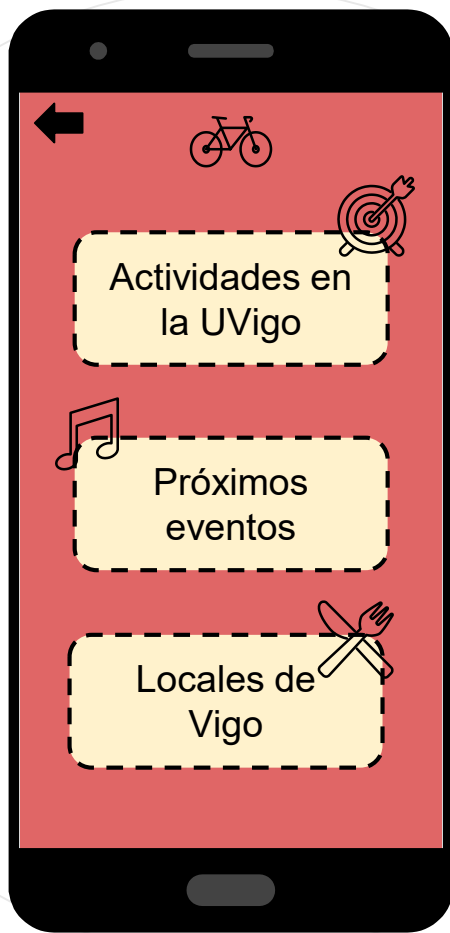 Actividades en
la UVigo
Próximos
eventos
Locales de
Vigo